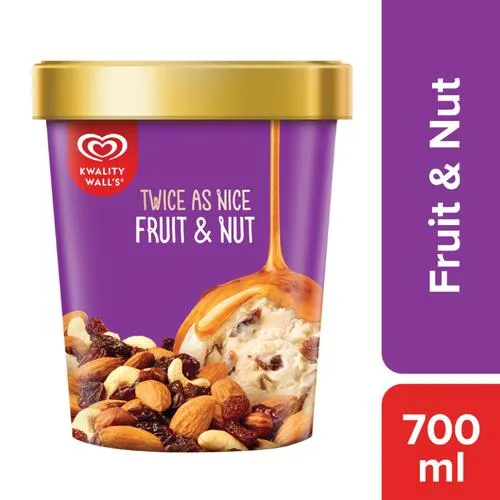 KWALITY
WALL'S®
TWICE AS NICE
FRUIT & NUT
Fruit & Nut
700
ml